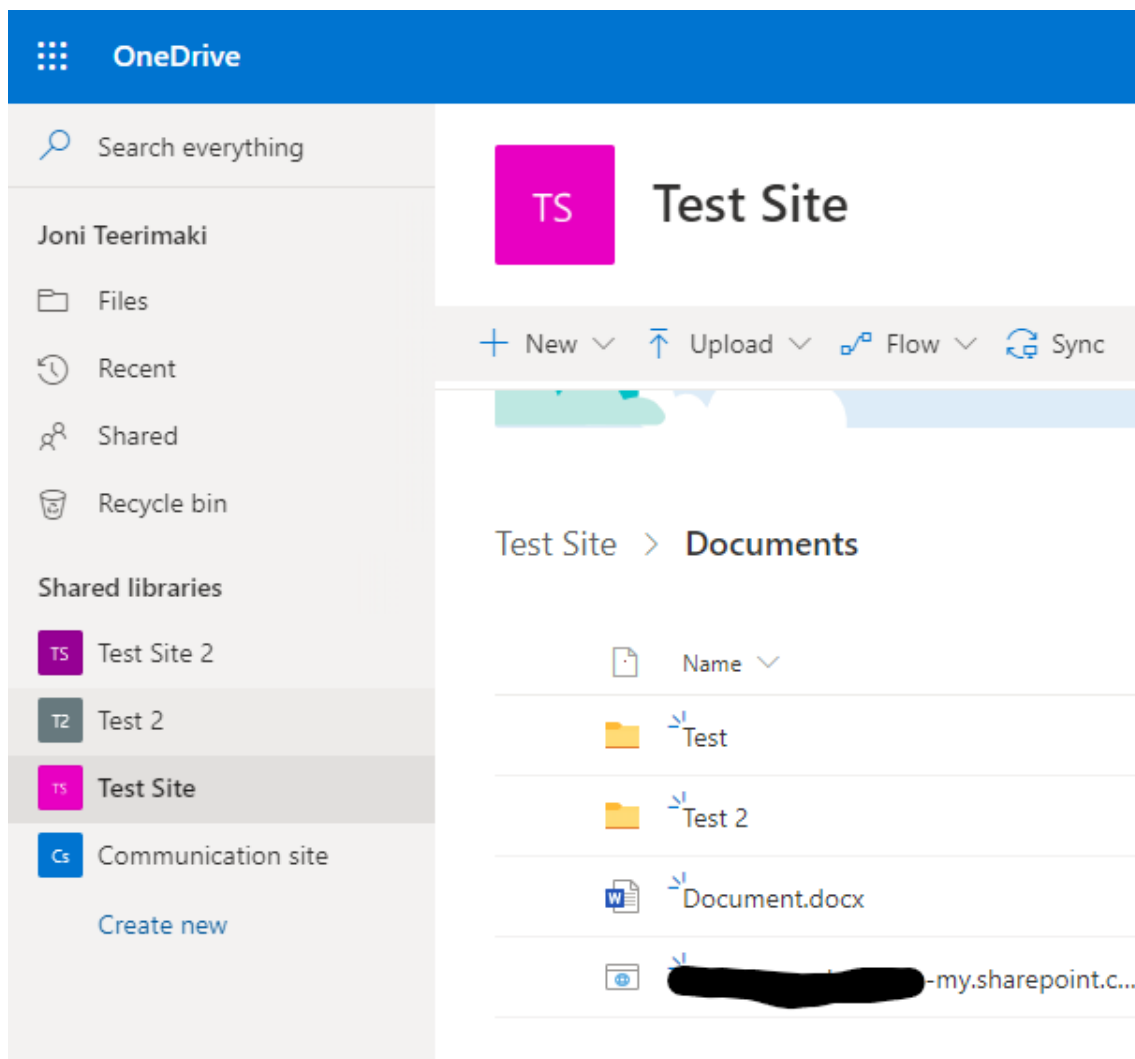 OneDrive
Search everything
Joni Teerimaki
Files
Recent
Shared
Recycle bin
Shared libraries
TS Test Site 2
T2 Test 2
TS Test Site
Cs Communication site
Create new
TS Test Site
New Upload Flow Sync
Test Site > Documents
Name
Test
Test 2
W Document.docx
-my.sharepoint.c...